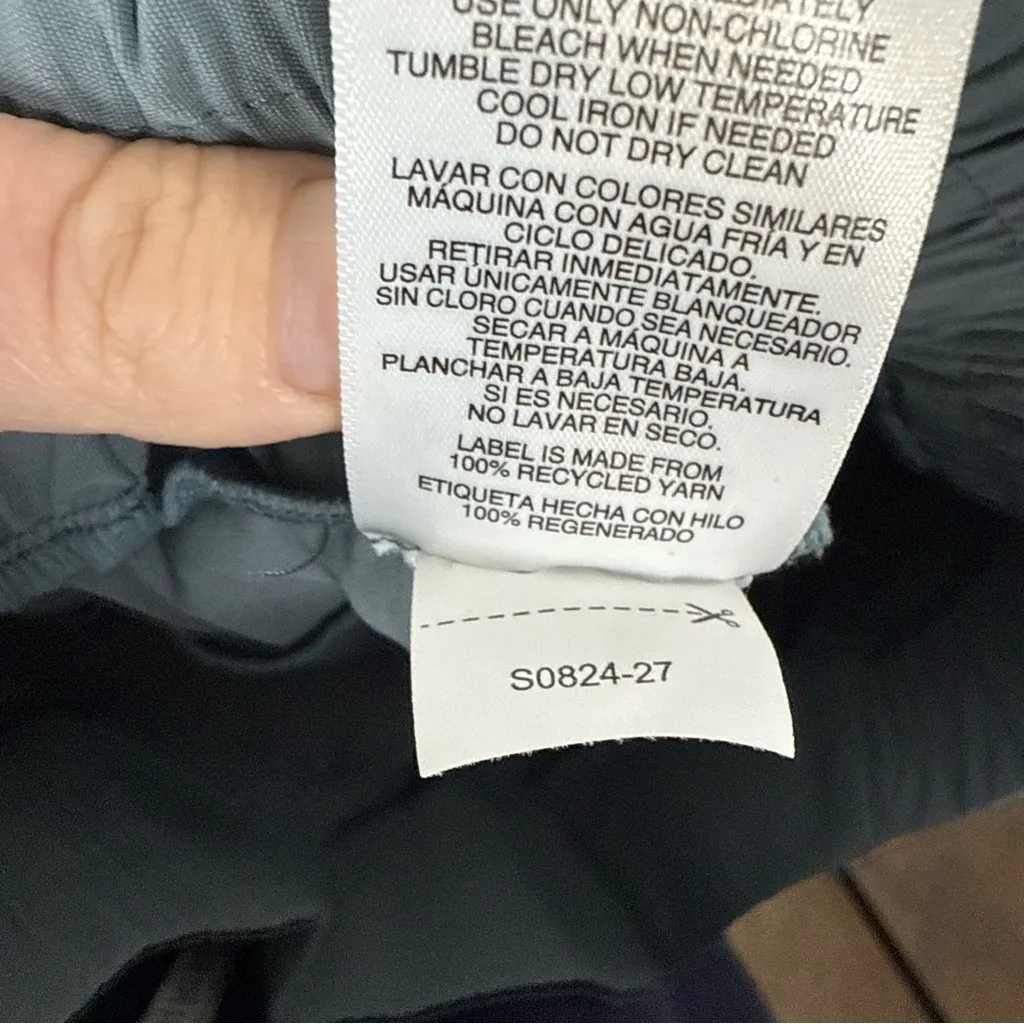 IMMEDIATELY
USE ONLY NON-CHLORINE
BLEACH WHEN NEEDED
TUMBLE DRY LOW TEMPERATURE
COOL IRON IF NEEDED
DO NOT DRY CLEAN
LAVAR CON COLORES SIMILARES
MÁQUINA CON AGUA FRÍA Y EN
CICLO DELICADO.
RETIRAR INMEDIATAMENTE.
USAR ÚNICAMENTE BLANQUEADOR
SIN CLORO CUANDO SEA NECESARIO.
SECAR A MÁQUINA A
TEMPERATURA BAJA.
PLANCHAR A BAJA TEMPERATURA
SI ES NECESARIO.
NO LAVAR EN SECO.
LABEL IS MADE FROM
100% RECYCLED YARN
ETIQUETA HECHA CON HILO
100% REGENERADO
S0824-27